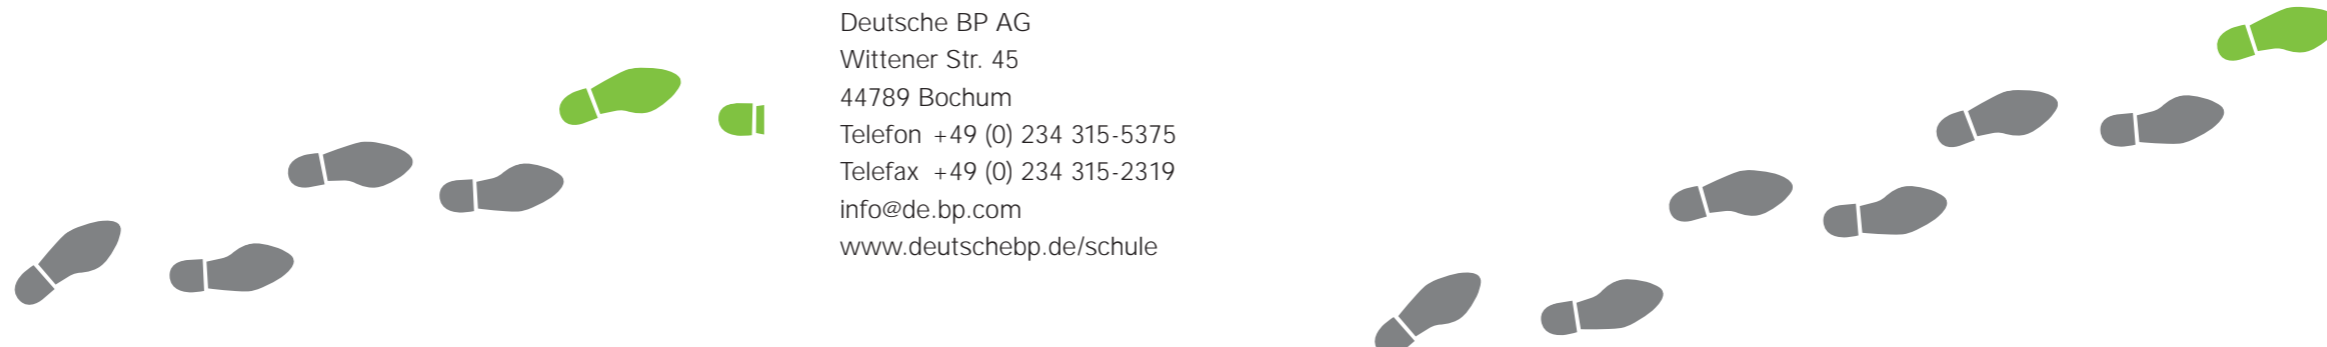 Deutsche BP AG
Wittener Str. 45
44789 Bochum
Telefon +49 (0) 234 315-5375
Telefax +49 (0) 234 315-2319
info@de.bp.com
www.deutschebp.de/schule